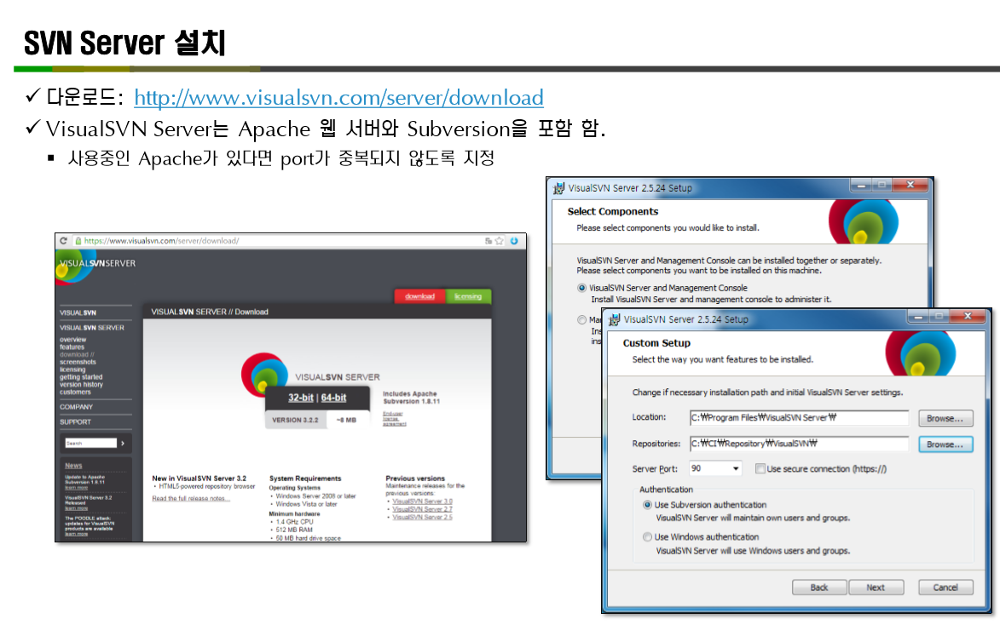 SVN Server 설치
✓ 다운로드: http://www.visualsvn.com/server/download
✓ VisualSVN Server는 Apache 웹 서버와 Subversion을 포함 함.
▪ 사용중인 Apache가 있다면 port가 중복되지 않도록 지정
https://www.visualsvn.com/server/download/
VISUALSVNSERVER
download
licensing
VISUALSVN
VISUALSVN SERVER
overview
features
download //
screenshots
licensing
getting started
version history
customers
COMPANY
SUPPORT
Search
News
Update to Apache
Subversion 1.8.11
learn more
VisualSVN Server 3.2
Released
learn more
The POODLE attack:
updates for VisualSVN
products are available
learn more
VISUALSVN SERVER // Download
VISUALSVN SERVER
32-bit | 64-bit
VERSION 3.2.2
~8 MB
Includes Apache
Subversion 1.8.11
End-user
license
agreement
New in VisualSVN Server 3.2
• HTML5-powered repository browser
Read the full release notes...
System Requirements
Operating Systems
• Windows Server 2008 or later
• Windows Vista or later
Minimum hardware
• 1.4 GHz CPU
• 512 MB RAM
• 50 MB hard drive space
Previous versions
Maintenance releases for the
previous versions:
• VisualSVN Server 3.0
• VisualSVN Server 2.7
• VisualSVN Server 2.5
VisualSVN Server 2.5.24 Setup
Select Components
Please select components you would like to install.
VisualSVN Server and Management Console can be installed together or separately.
Please select components you want to be installed on this machine.
VisualSVN Server and Management Console
Install VisualSVN Server and management console to administer it.
Ma
Ins
ins
VisualSVN Server 2.5.24 Setup
Custom Setup
Select the way you want features to be installed.
Change if necessary installation path and initial VisualSVN Server settings.
Location: C:₩Program Files₩VisualSVN Server₩ Browse...
Repositories: C:₩CI₩Repository₩VisualSVN₩ Browse...
Server Port: 90 Use secure connection (https://)
Authentication
Use Subversion authentication
VisualSVN Server will maintain own users and groups.
Use Windows authentication
VisualSVN Server will use Windows users and groups.
Back Next Cancel